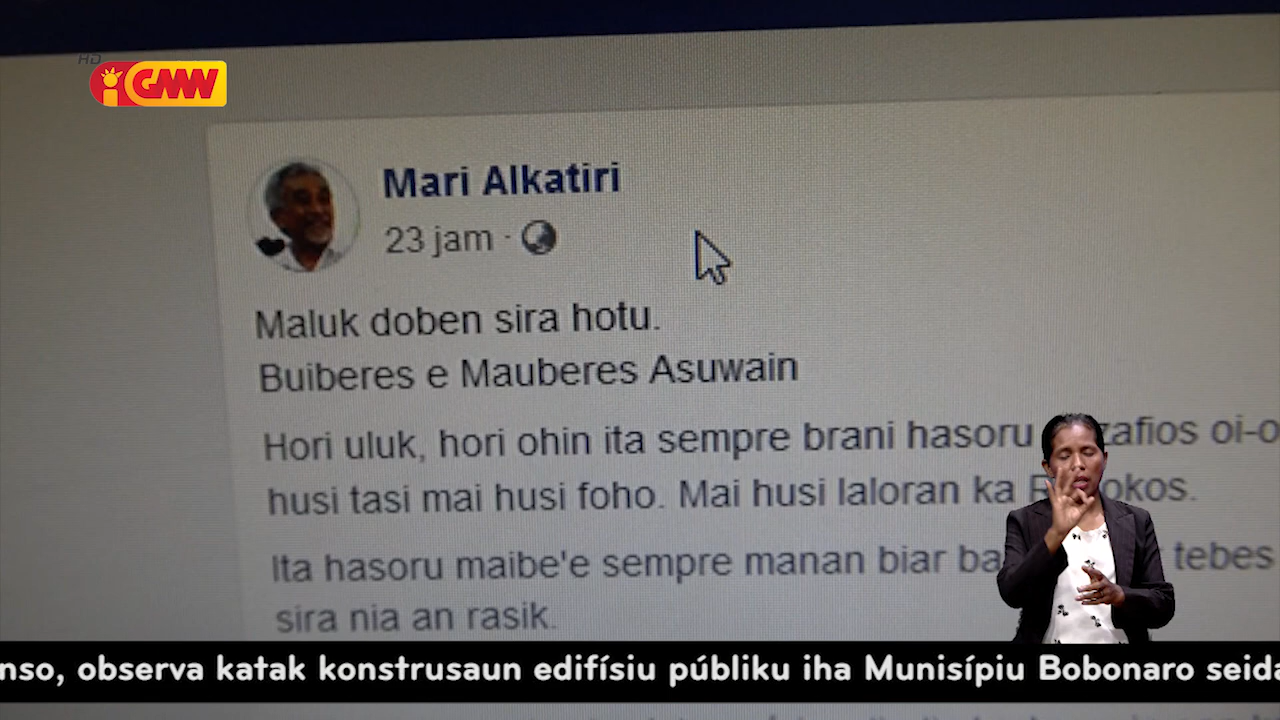 HD
GMN
Mari Alkatiri
23 jam ·
Maluk doben sira hotu.
Buiberes e Mauberes Asuwain
Hori uluk, hori ohin ita sempre brani hasoru oi-o
husi tasi mai husi foho. Mai husi laloran ka
Ita hasoru maibe'e sempre manan biar tebes
sira nia an rasik.
nso, observa katak konstrusaun edifísiu públiku iha Munisípiu Bobonaro seida